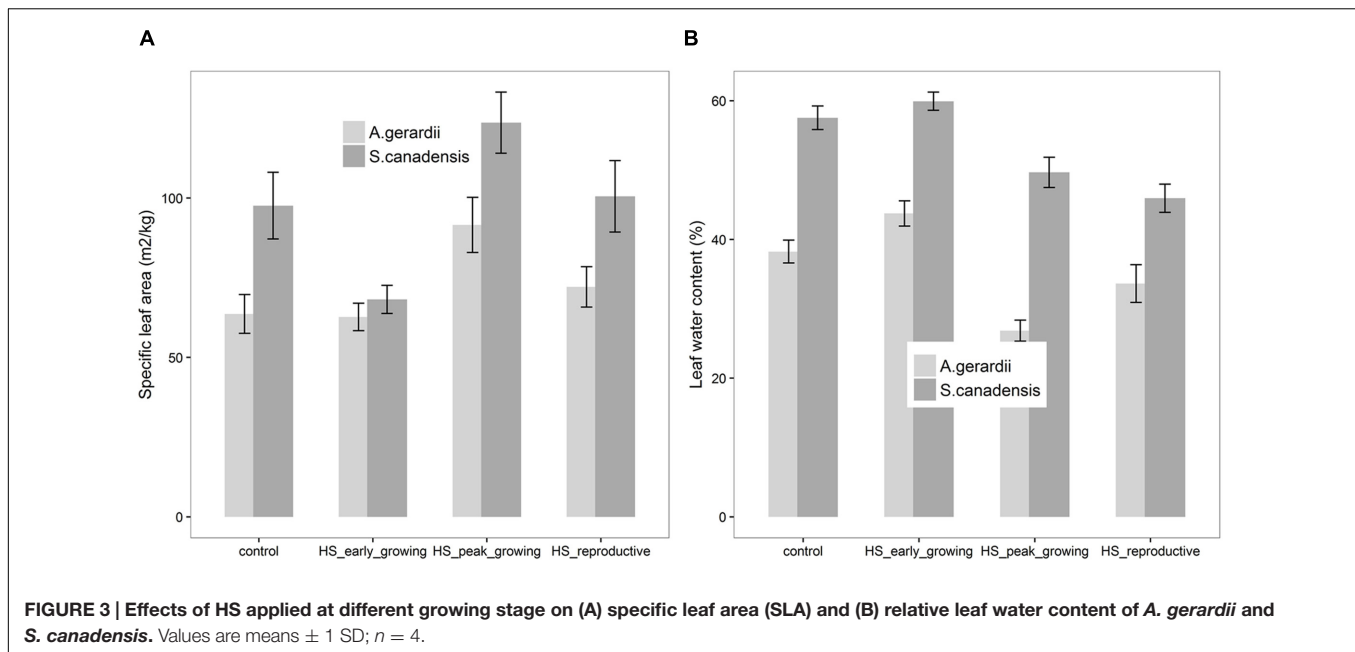 A
B
A.gerardii
S.canadensis
100
50
0
Specific leaf area (m2/kg)
control
HS_early_growing
HS_peak_growing
HS_reproductive
60
40
20
0
Leaf water content (%)
A.gerardii
S.canadensis
control
HS_early_growing
HS_peak_growing
HS_reproductive
FIGURE 3 | Effects of HS applied at different growing stage on (A) specific leaf area (SLA) and (B) relative leaf water content of A. gerardii and
S. canadensis. Values are means ± 1 SD; n = 4.